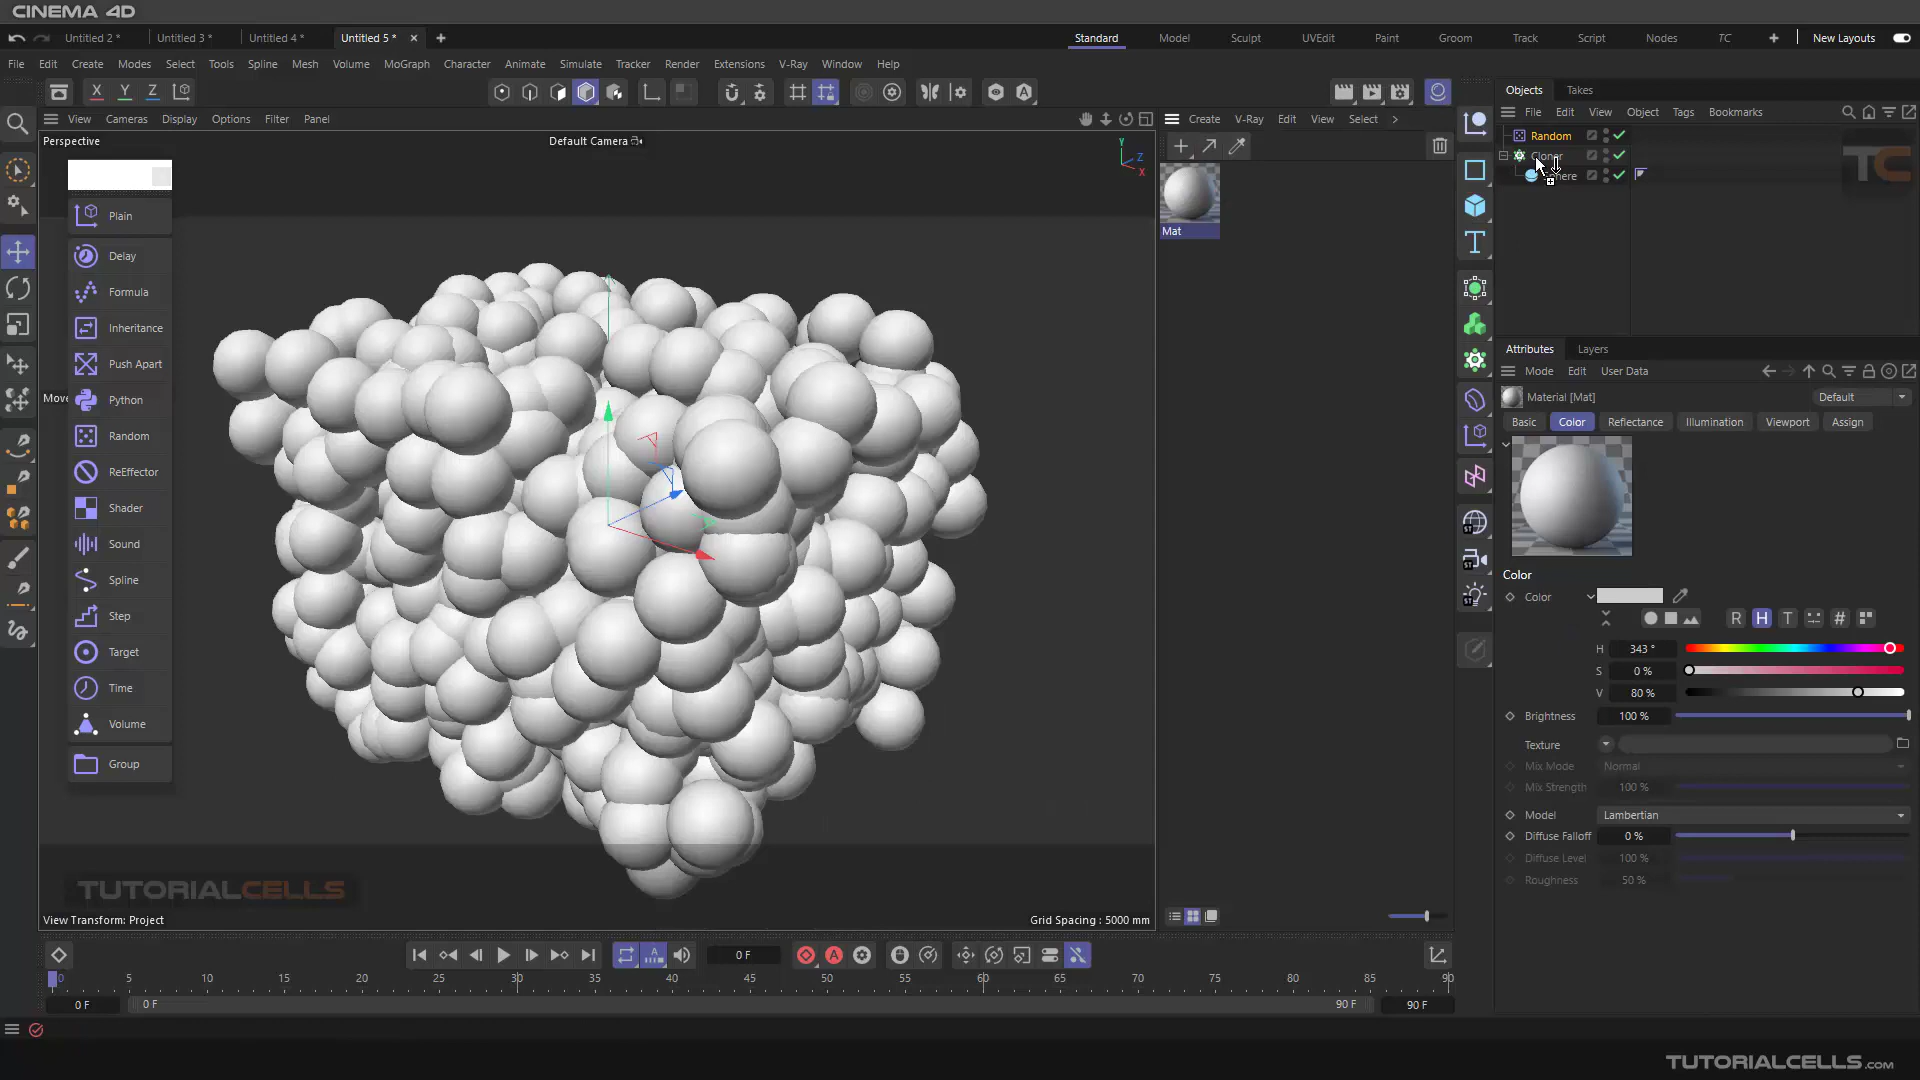 CINEMA 4D
Untitled 2 *
Untitled 3 *
Untitled 4 *
Untitled 5 *
Standard
Model
Sculpt
UVEdit
Paint
Groom
Track
Script
Nodes
TC
New Layouts
File Edit Create Modes Select Tools Spline Mesh Volume MoGraph Character Animate Simulate Tracker Render Extensions V-Ray Window Help
X Y Z
View Cameras Display Options Filter Panel
Create V-Ray Edit View Select
Objects Takes
File Edit View Object Tags Bookmarks
Perspective
Default Camera
Y
Z
X
Random
Cloner
TC
Plain
Delay
Formula
Inheritance
Push Apart
Move
Python
Random
ReEffector
Shader
Sound
Spline
Step
Target
Time
Volume
Group
Mat
Attributes Layers
Mode Edit User Data
Material [Mat]
Default
Basic Color Reflectance Illumination Viewport Assign
Color
Color
R H T #
H 343 °
S 0 %
V 80 %
Brightness 100 %
Texture
Mix Mode Normal
Mix Strength 100 %
Model Lambertian
Diffuse Falloff 0 %
Diffuse Level 100 %
Roughness 50 %
TUTORIALCELLS
View Transform: Project
Grid Spacing : 5000 mm
0 F
0 5 10 15 20 25 30 35 40 45 50 55 60 65 70 75 80 85 90
0 F 0 F 90 F 90 F
TUTORIALCELLS.com